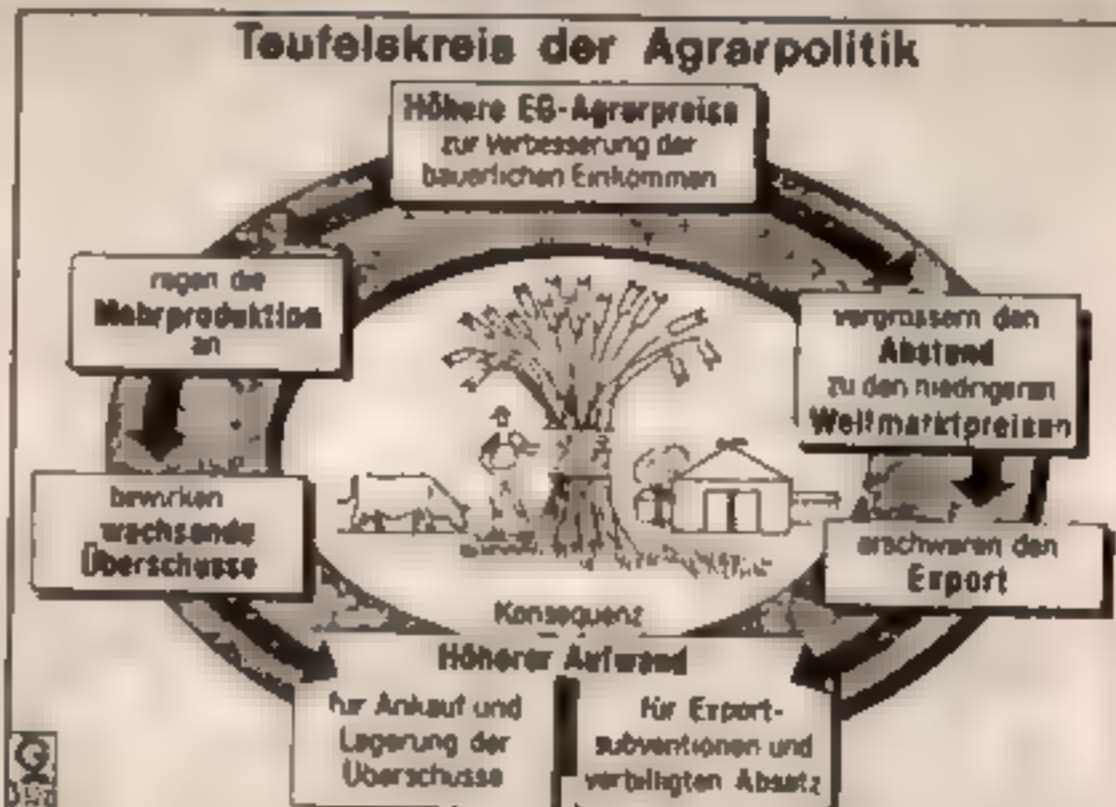 Teufelskreis der Agrarpolitik
Höhere EG-Agrarpreise
zur Verbesserung der
bäuerlichen Einkommen
regen die
Mehrproduktion
an
bewirken
wachsende
Überschüsse
vergrössern den
Abstand
zu den niedrigeren
Weltmarktpreisen
erschweren den
Export
Konsequenz
Höherer Aufwand
für Ankauf und
Lagerung der
Überschüsse
für Export-
subventionen und
verbilligten Absatz